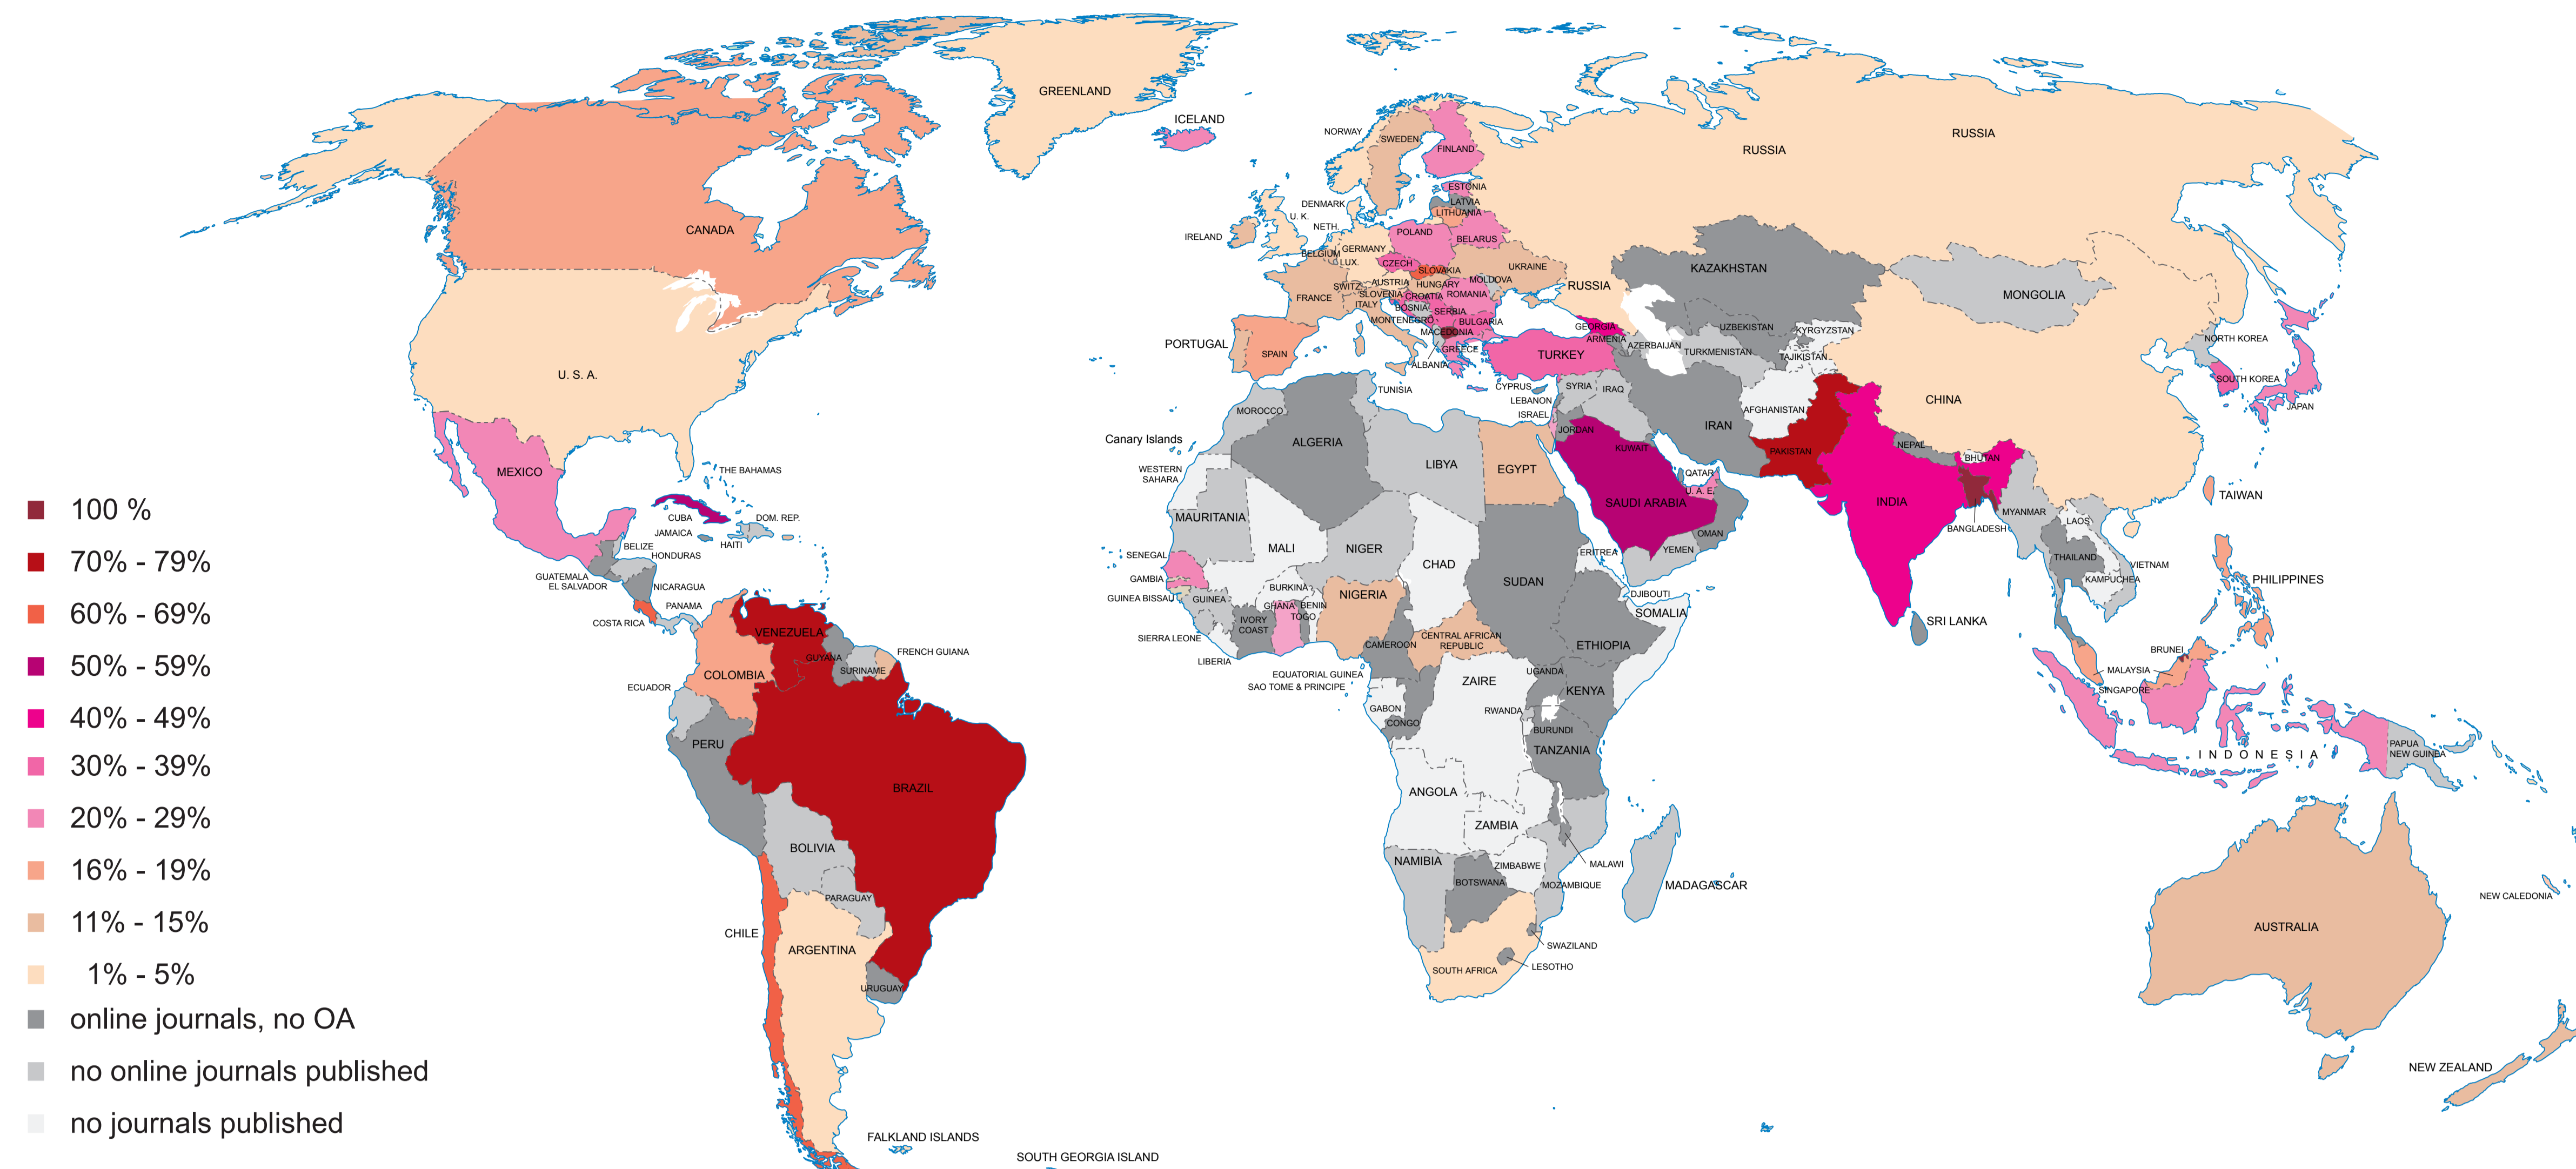 GREENLAND
ICELAND
RUSSIA
RUSSIA
NORWAY
SWEDEN
FINLAND
ESTONIA
LATVIA
LITHUANIA
DENMARK
U. K.
NETH.
IRELAND
CANADA
POLAND
BELARUS
BELGIUM
GERMANY
LUX.
CZECH
SLOVAKIA
UKRAINE
KAZAKHSTAN
MONGOLIA
AUSTRIA
SWITZ.
HUNGARY
MOLDOVA
RUSSIA
FRANCE
SLOVENIA
CROATIA
ROMANIA
ITALY
BOSNIA
SERBIA
MONTENEGRO
BULGARIA
MACEDONIA
GEORGIA
ARMENIA
AZERBAIJAN
UZBEKISTAN
KYRGYZSTAN
TURKMENISTAN
TAJIKISTAN
NORTH KOREA
SOUTH KOREA
JAPAN
PORTUGAL
SPAIN
GREECE
ALBANIA
TURKEY
U. S. A.
TUNISIA
CYPRUS
LEBANON
SYRIA
IRAQ
ISRAEL
JORDAN
AFGHANISTAN
CHINA
MOROCCO
Canary Islands
ALGERIA
LIBYA
EGYPT
KUWAIT
IRAN
PAKISTAN
NEPAL
BHUTAN
MEXICO
THE BAHAMAS
WESTERN
SAHARA
QATAR
U. A. E.
SAUDI ARABIA
INDIA
TAIWAN
CUBA
DOM. REP.
JAMAICA
HAITI
BELIZE
HONDURAS
GUATEMALA
EL SALVADOR
NICARAGUA
PANAMA
COSTA RICA
MAURITANIA
MALI
NIGER
CHAD
SUDAN
ERITREA
YEMEN
OMAN
BANGLADESH
MYANMAR
LAOS
THAILAND
VIETNAM
KAMPUCHEA
PHILIPPINES
SENEGAL
GAMBIA
GUINEA BISSAU
GUINEA
BURKINA
GHANA
BENIN
TOGO
IVORY
COAST
SIERRA LEONE
LIBERIA
NIGERIA
CAMEROON
CENTRAL AFRICAN
REPUBLIC
DJIBOUTI
SOMALIA
ETHIOPIA
SRI LANKA
VENEZUELA
GUYANA
SURINAME
FRENCH GUIANA
COLOMBIA
ECUADOR
EQUATORIAL GUINEA
SAO TOME & PRINCIPE
GABON
CONGO
ZAIRE
UGANDA
KENYA
RWANDA
BURUNDI
TANZANIA
BRUNEI
MALAYSIA
SINGAPORE
INDONESIA
PAPUA
NEW GUINEA
PERU
BRAZIL
BOLIVIA
PARAGUAY
CHILE
ARGENTINA
URUGUAY
ANGOLA
ZAMBIA
MALAWI
NAMIBIA
ZIMBABWE
BOTSWANA
MOZAMBIQUE
MADAGASCAR
SWAZILAND
LESOTHO
SOUTH AFRICA
NEW CALEDONIA
AUSTRALIA
NEW ZEALAND
FALKLAND ISLANDS
SOUTH GEORGIA ISLAND
100 %
70% - 79%
60% - 69%
50% - 59%
40% - 49%
30% - 39%
20% - 29%
16% - 19%
11% - 15%
1% - 5%
online journals, no OA
no online journals published
no journals published